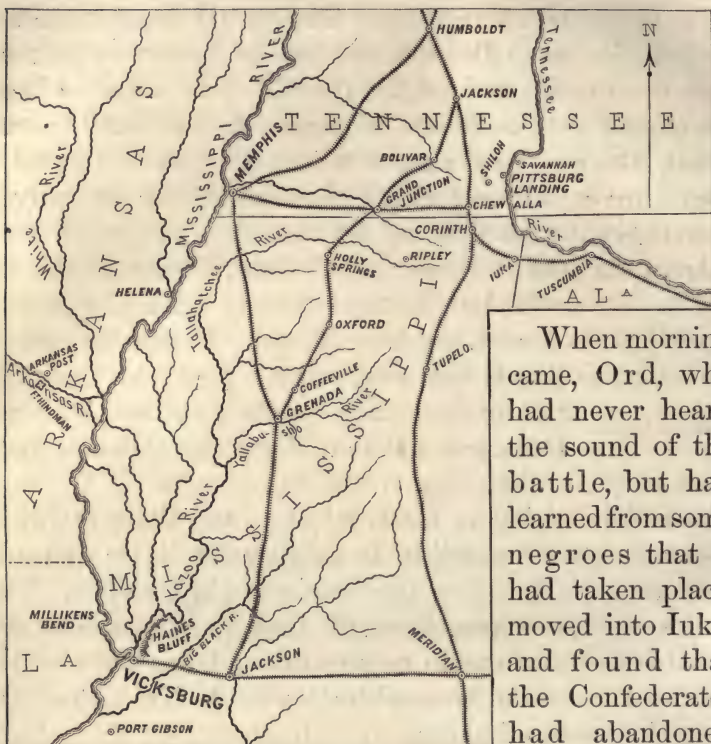 HUMBOLDT
Tennessee
N
RIVER
JACKSON
TENNESSEE
River
MISSISSIPPI
MEMPHIS
BOLIVAR
SHILOH
SAVANNAH
PITTSBURG
LANDING
GRAND
JUNCTION
CHEWALLA
White
CORINTH
River
River
HOLLY
SPRINGS
RIPLEY
IUKA
TUSCUMBIA
HELENA
Tallahatchee
ALA
ARKANSAS
OXFORD
ARKANSAS
POST
Arkansas R.
FT. HINDMAN
COFFEEVILLE
TUPELO.
GRENADA
Yallabusho
River
River
MISSISSIPPI
Yazoo
MILLIKENS
BEND
HAINES
BLUFF
BIG BLACK R.
MERIDIAN
LA
VICKSBURG
JACKSON
PORT GIBSON
When mornin
came, Ord, wh
had never hear
the sound of th
battle, but ha
learned from som
negroes that
had taken plac
moved into Iuk
and found tha
the Confederat
had abandone